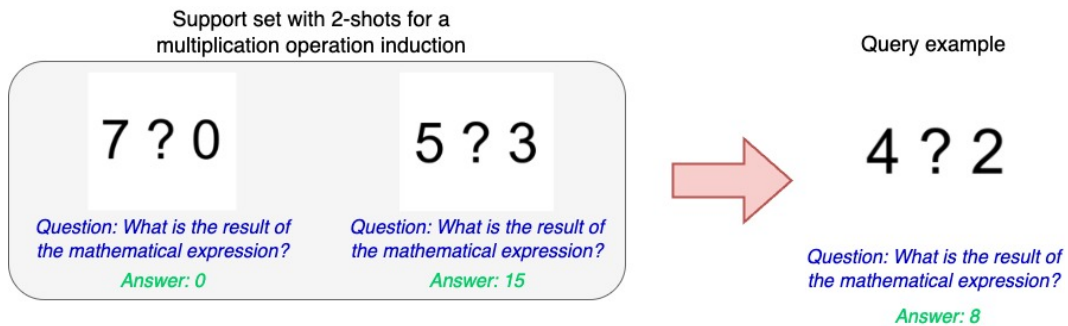 Support set with 2-shots for a
multiplication operation induction
7 ? 0
Question: What is the result of
the mathematical expression?
Answer: 0
5 ? 3
Question: What is the result of
the mathematical expression?
Answer: 15
Query example
4 ? 2
Question: What is the result of
the mathematical expression?
Answer: 8